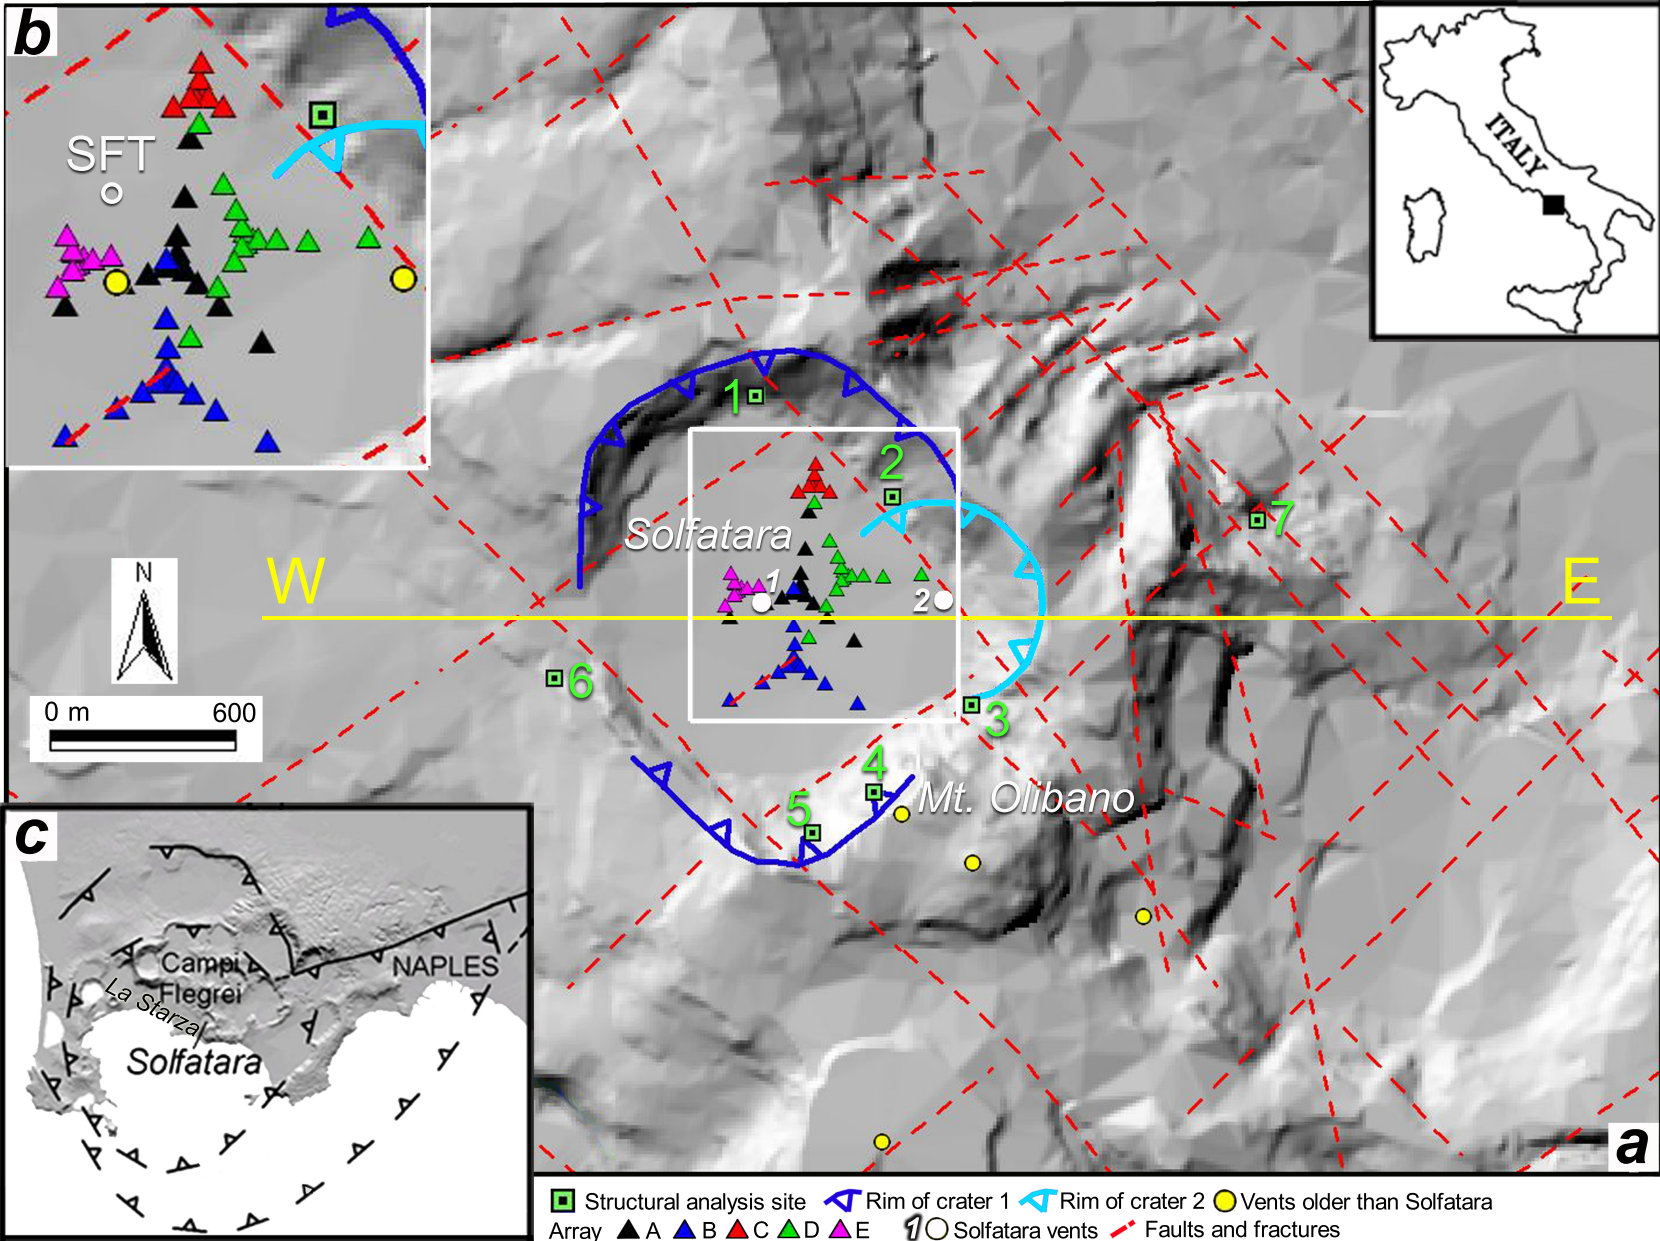 b
SFT
ITALY
1
2
Solfatara
1
2
7
W
E
N
6
3
0 m 600
4
Mt. Olibano
5
c
Campi
Flegrei
NAPLES
La Starza
Solfatara
a
Structural analysis site Rim of crater 1 Rim of crater 2 Vents older than Solfatara
Array A B C D E 1 Solfatara vents Faults and fractures